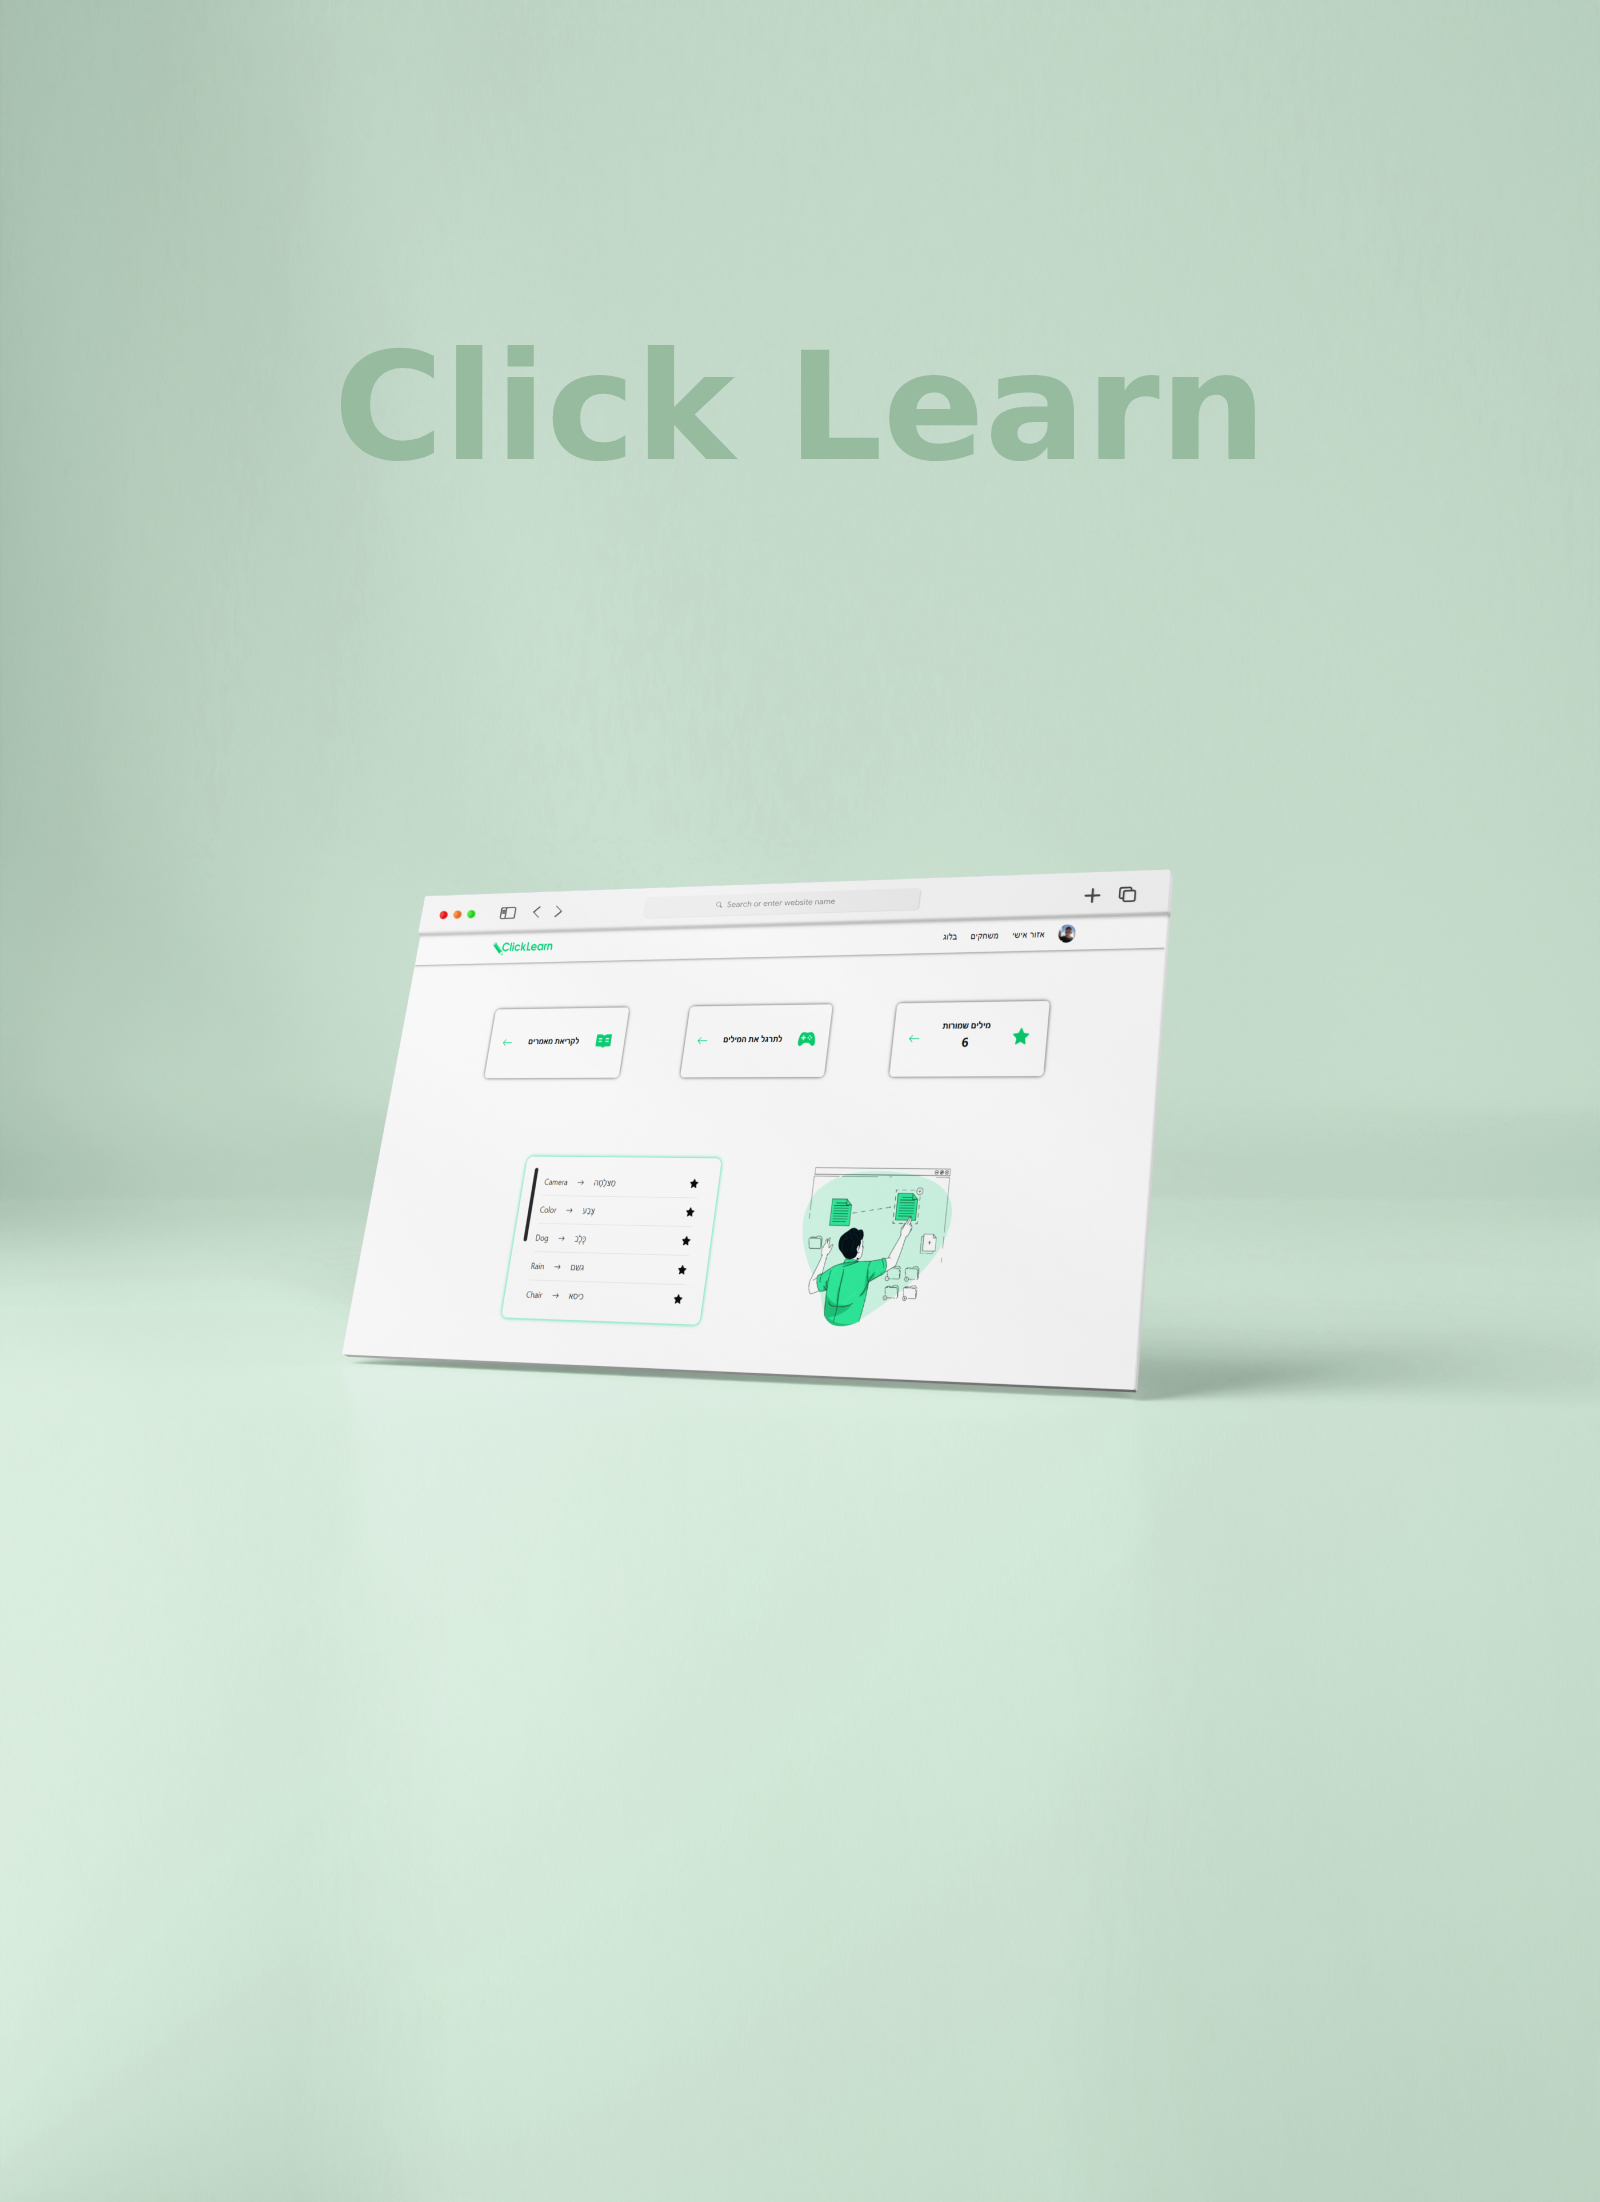 Click Learn
Search or enter website name
ClickLearn
אזור אישי
משחקים
בלוג
מילים שמורות
6
לתרגל את המילים
לקריאת מאמרים
Camera → מַצלֵמָה
Color → צֶבַע
Dog → כֶּלֶב
Rain → גשם
Chair → כיסא